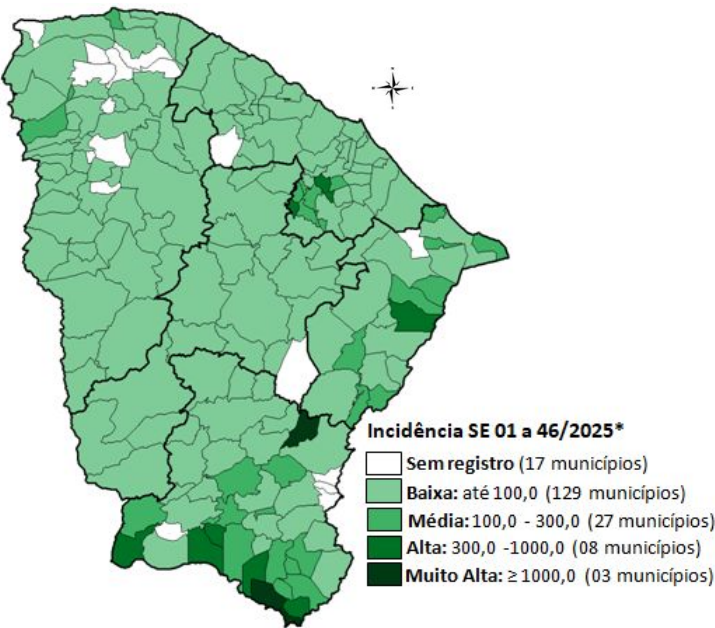 Incidência SE 01 a 46/2025*
Sem registro (17 municípios)
Baixa: até 100,0 (129 municípios)
Média: 100,0 - 300,0 (27 municípios)
Alta: 300,0 -1000,0 (08 municípios)
Muito Alta: ≥ 1000,0 (03 municípios)